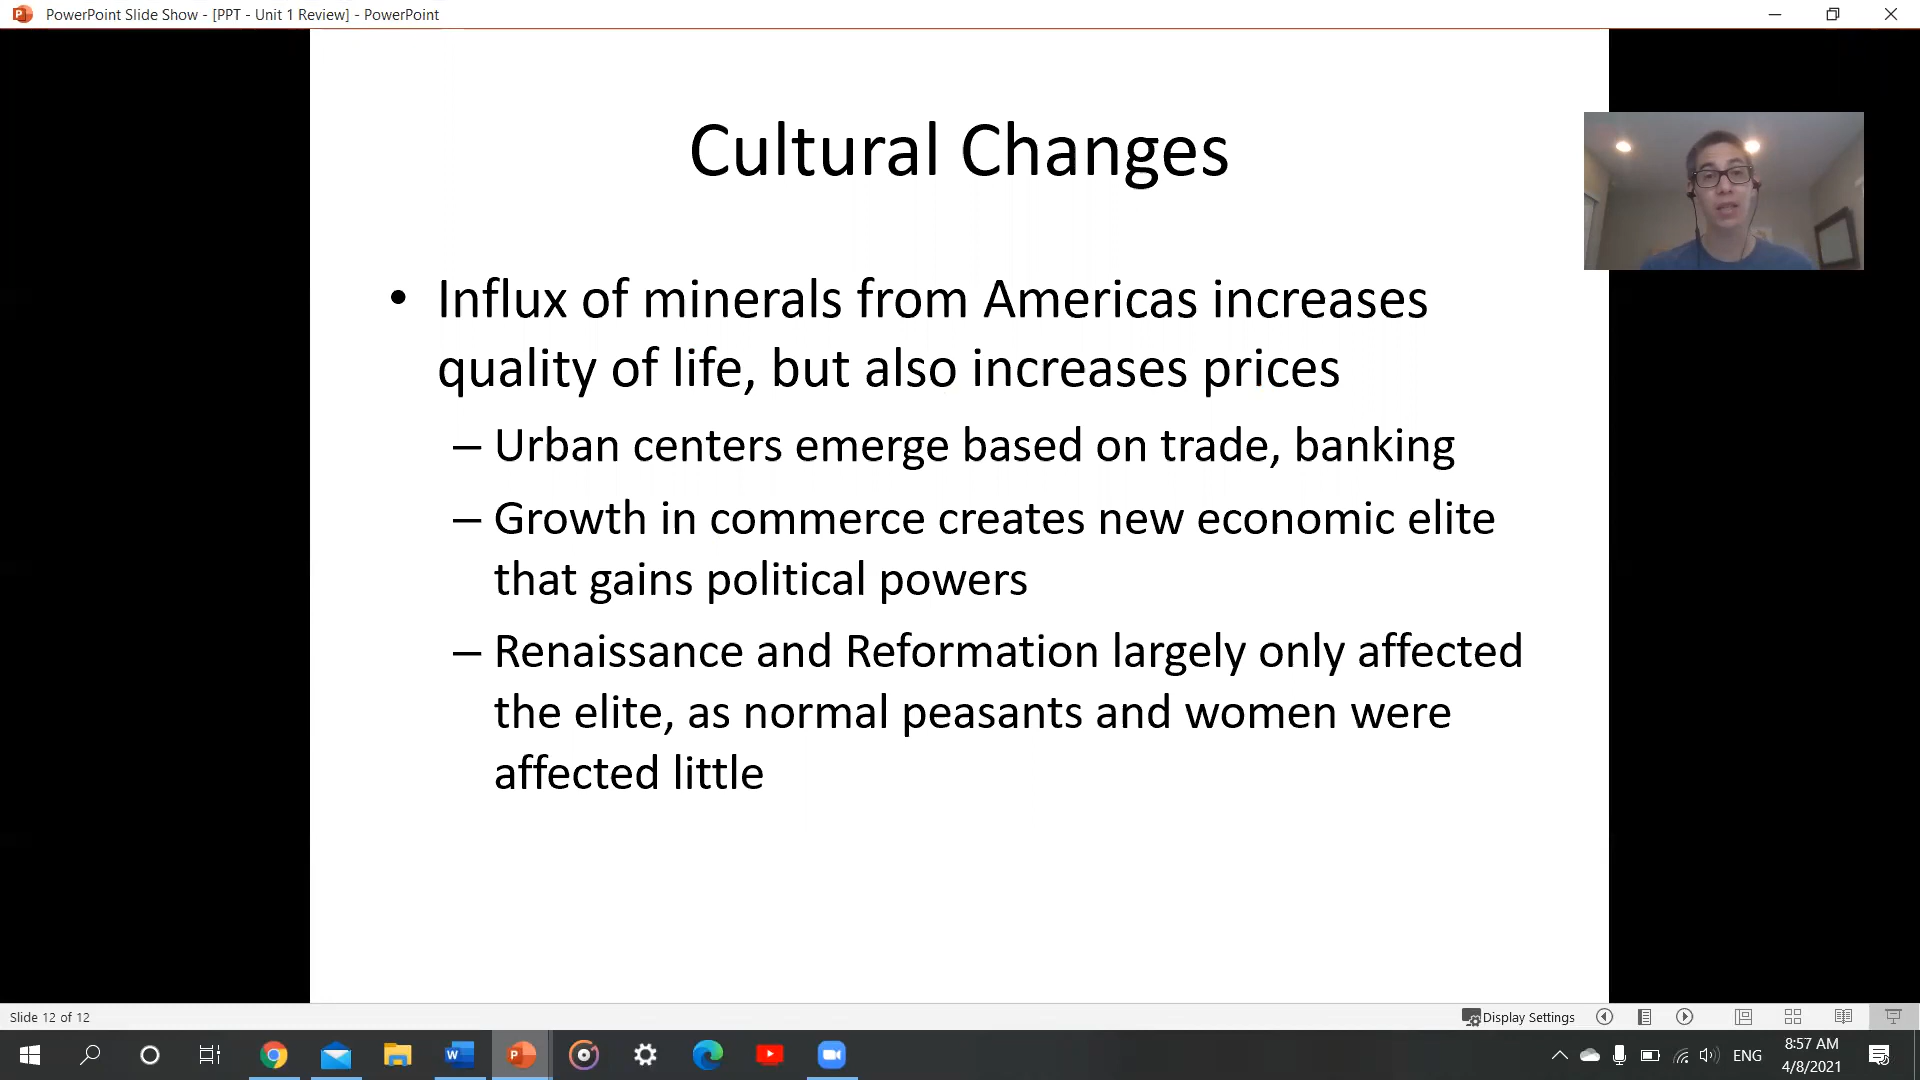 PowerPoint Slide Show - [PPT - Unit 1 Review] - PowerPoint
Cultural Changes
• Influx of minerals from Americas increases
quality of life, but also increases prices
– Urban centers emerge based on trade, banking
– Growth in commerce creates new economic elite
that gains political powers
– Renaissance and Reformation largely only affected
the elite, as normal peasants and women were
affected little
Slide 12 of 12
Display Settings
ENG
8:57 AM
4/8/2021